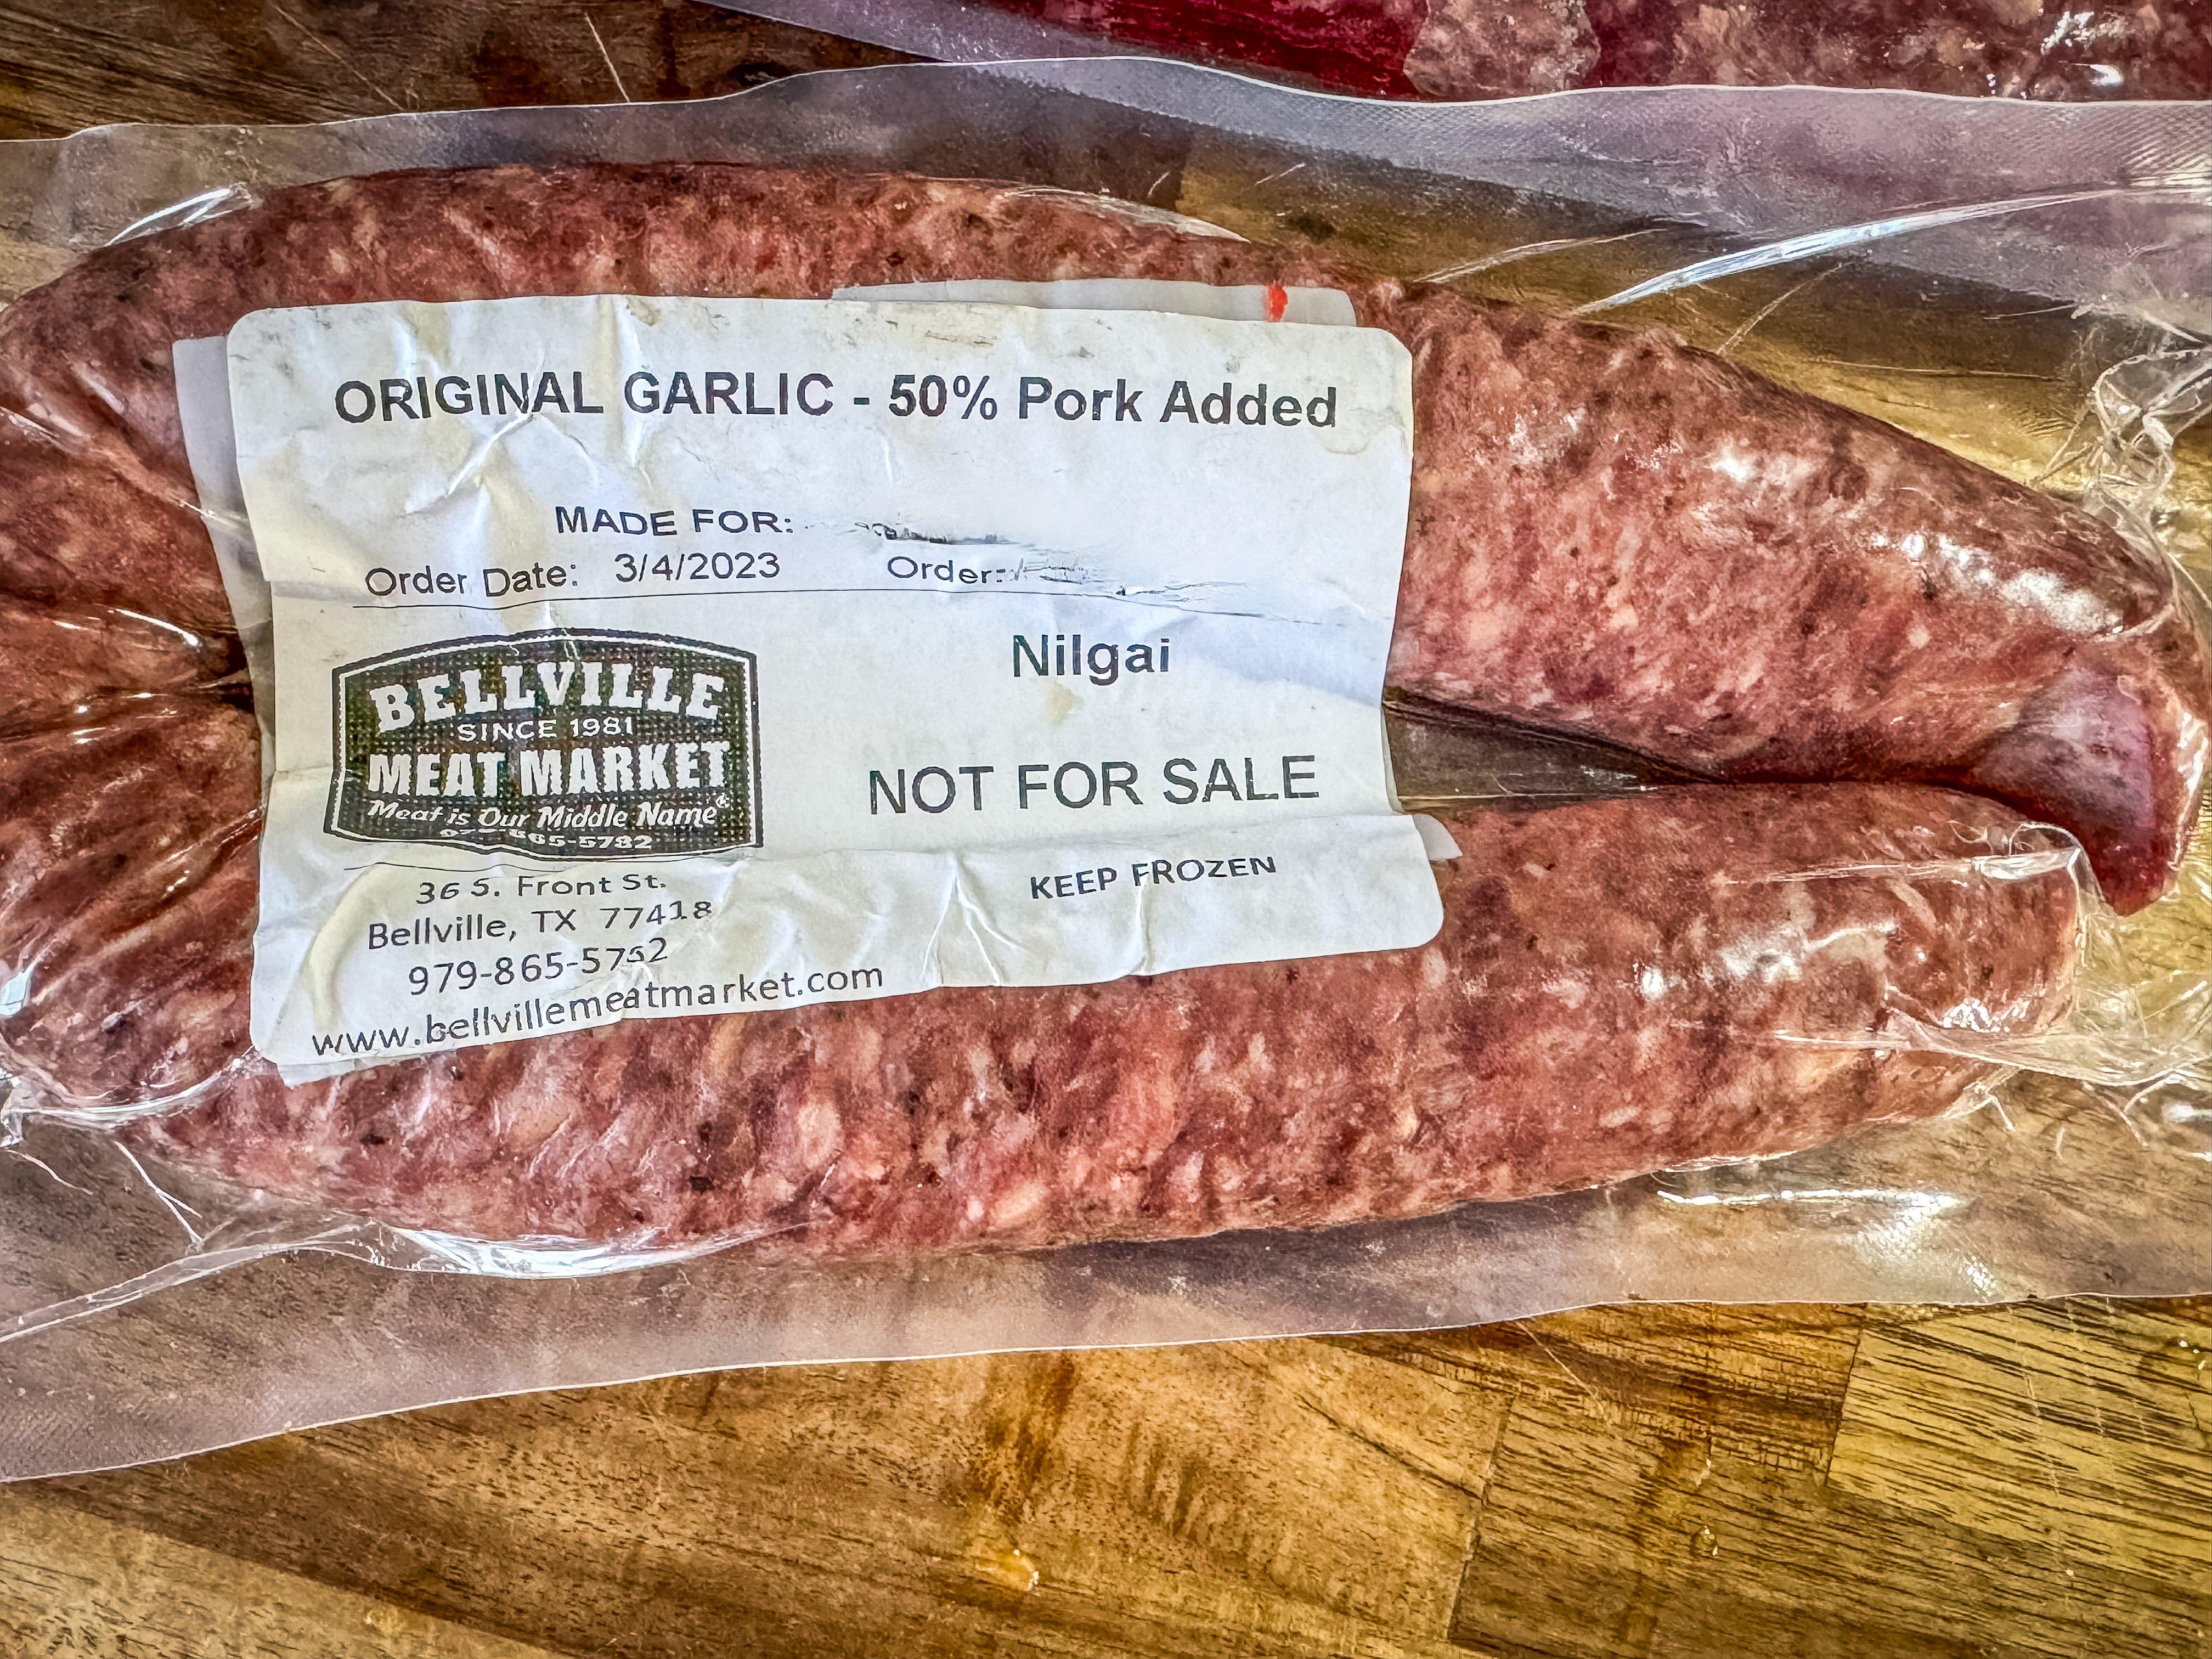 ORIGINAL GARLIC - 50% Pork Added
MADE FOR:
Order Date: 3/4/2023 Order:
Nilgai
BELLVILLE
SINCE 1981
MEAT MARKET
Meat is Our Middle Name
NOT FOR SALE
36 S. Front St.
KEEP FROZEN
Bellville, TX 77418
979-865-5782
www.bellvillemeatmarket.com